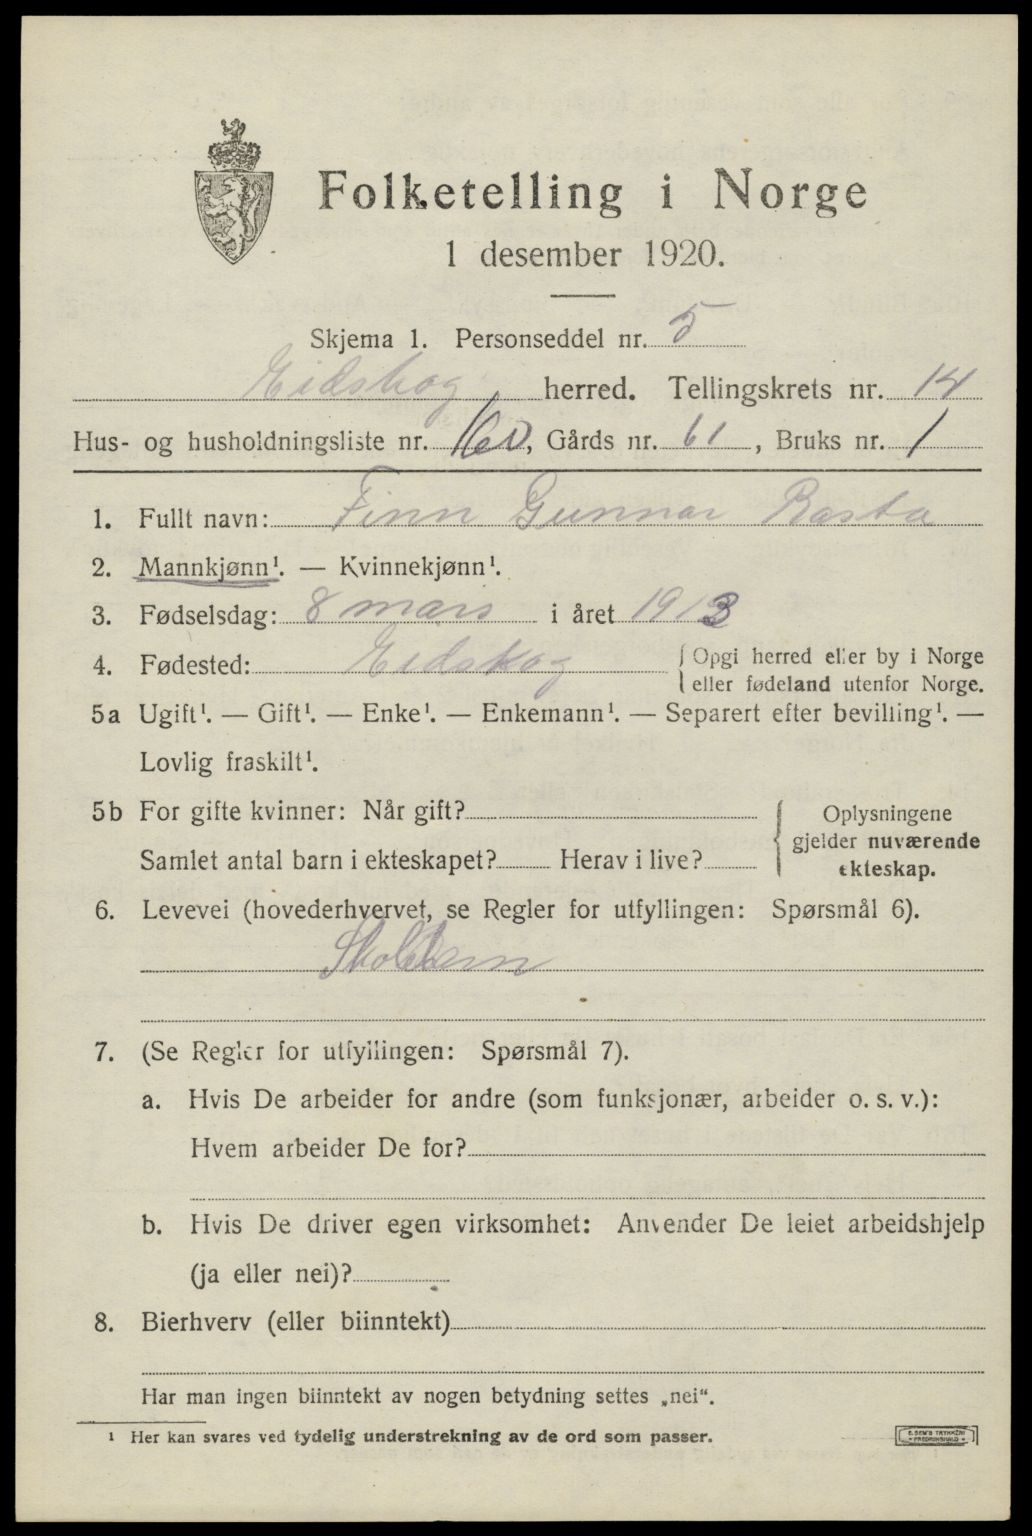 Folketelling i Norge
1 desember 1920.
Skjema 1. Personseddel nr. 5
Eidskog herred. Tellingskrets nr. 14
Hus- og husholdningsliste nr. 60, Gårds nr. 61, Bruks nr. 1
1. Fullt navn: Finn Gunnar Rasta
2. Mannkjønn¹. — Kvinnekjønn¹.
3. Fødselsdag: 8 mars i året 1913
4. Fødested: Eidskog { Opgi herred eller by i Norge
eller fødeland utenfor Norge.
5a Ugift¹. — Gift¹. — Enke¹. — Enkemann¹. — Separert efter bevilling¹. —
Lovlig fraskilt¹.
5b For gifte kvinner: Når gift?
Samlet antal barn i ekteskapet? Herav i live?
{ Oplysningene
gjelder nuværende
ekteskap.
6. Levevei (hovederhvervet, se Regler for utfyllingen: Spørsmål 6).
Skolebarn
7. (Se Regler for utfyllingen: Spørsmål 7).
a. Hvis De arbeider for andre (som funksjonær, arbeider o. s. v.):
Hvem arbeider De for?
b. Hvis De driver egen virksomhet: Anvender De leiet arbeidshjelp
(ja eller nei)?
8. Bierhverv (eller biinntekt)
Har man ingen biinntekt av nogen betydning settes „nei“.
¹ Her kan svares ved tydelig understrekning av de ord som passer.
E. SEM'S TRYKKERI
FREDRIKSHALD